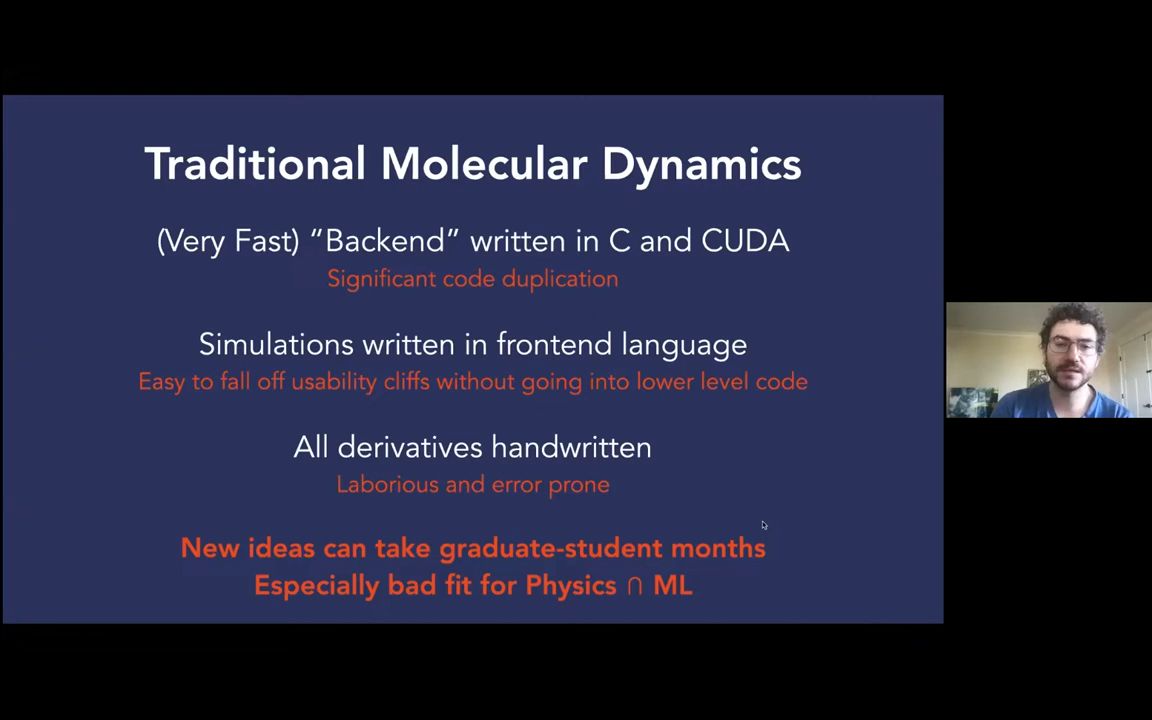 Traditional Molecular Dynamics
(Very Fast) “Backend” written in C and CUDA
Significant code duplication
Simulations written in frontend language
Easy to fall off usability cliffs without going into lower level code
All derivatives handwritten
Laborious and error prone
New ideas can take graduate-student months
Especially bad fit for Physics ∩ ML